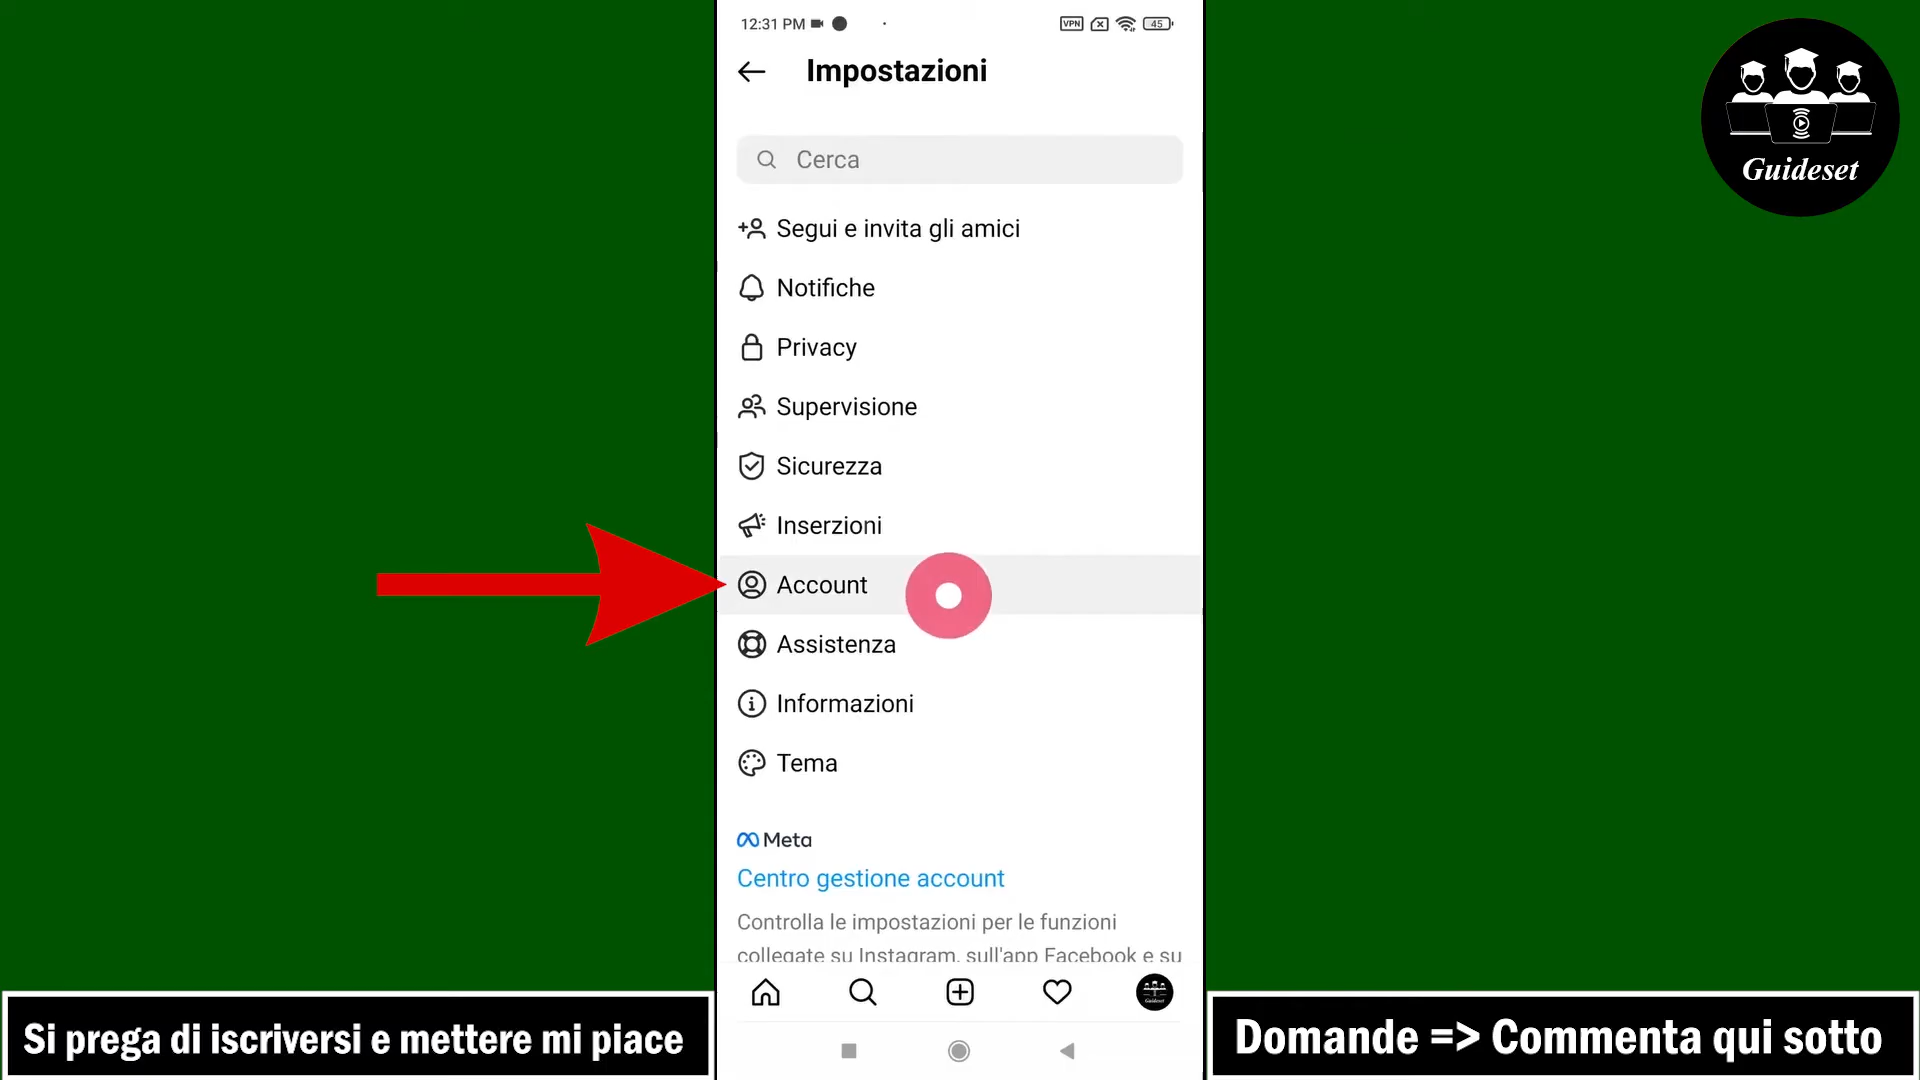 12:31 PM
VPN
45
Impostazioni
Cerca
Segui e invita gli amici
Notifiche
Privacy
Supervisione
Sicurezza
Inserzioni
Account
Assistenza
Informazioni
Tema
Meta
Centro gestione account
Controlla le impostazioni per le funzioni
collegate su Instagram, sull'app Facebook e su
Guideset
Guideset
Si prega di iscriversi e mettere mi piace
Domande => Commenta qui sotto